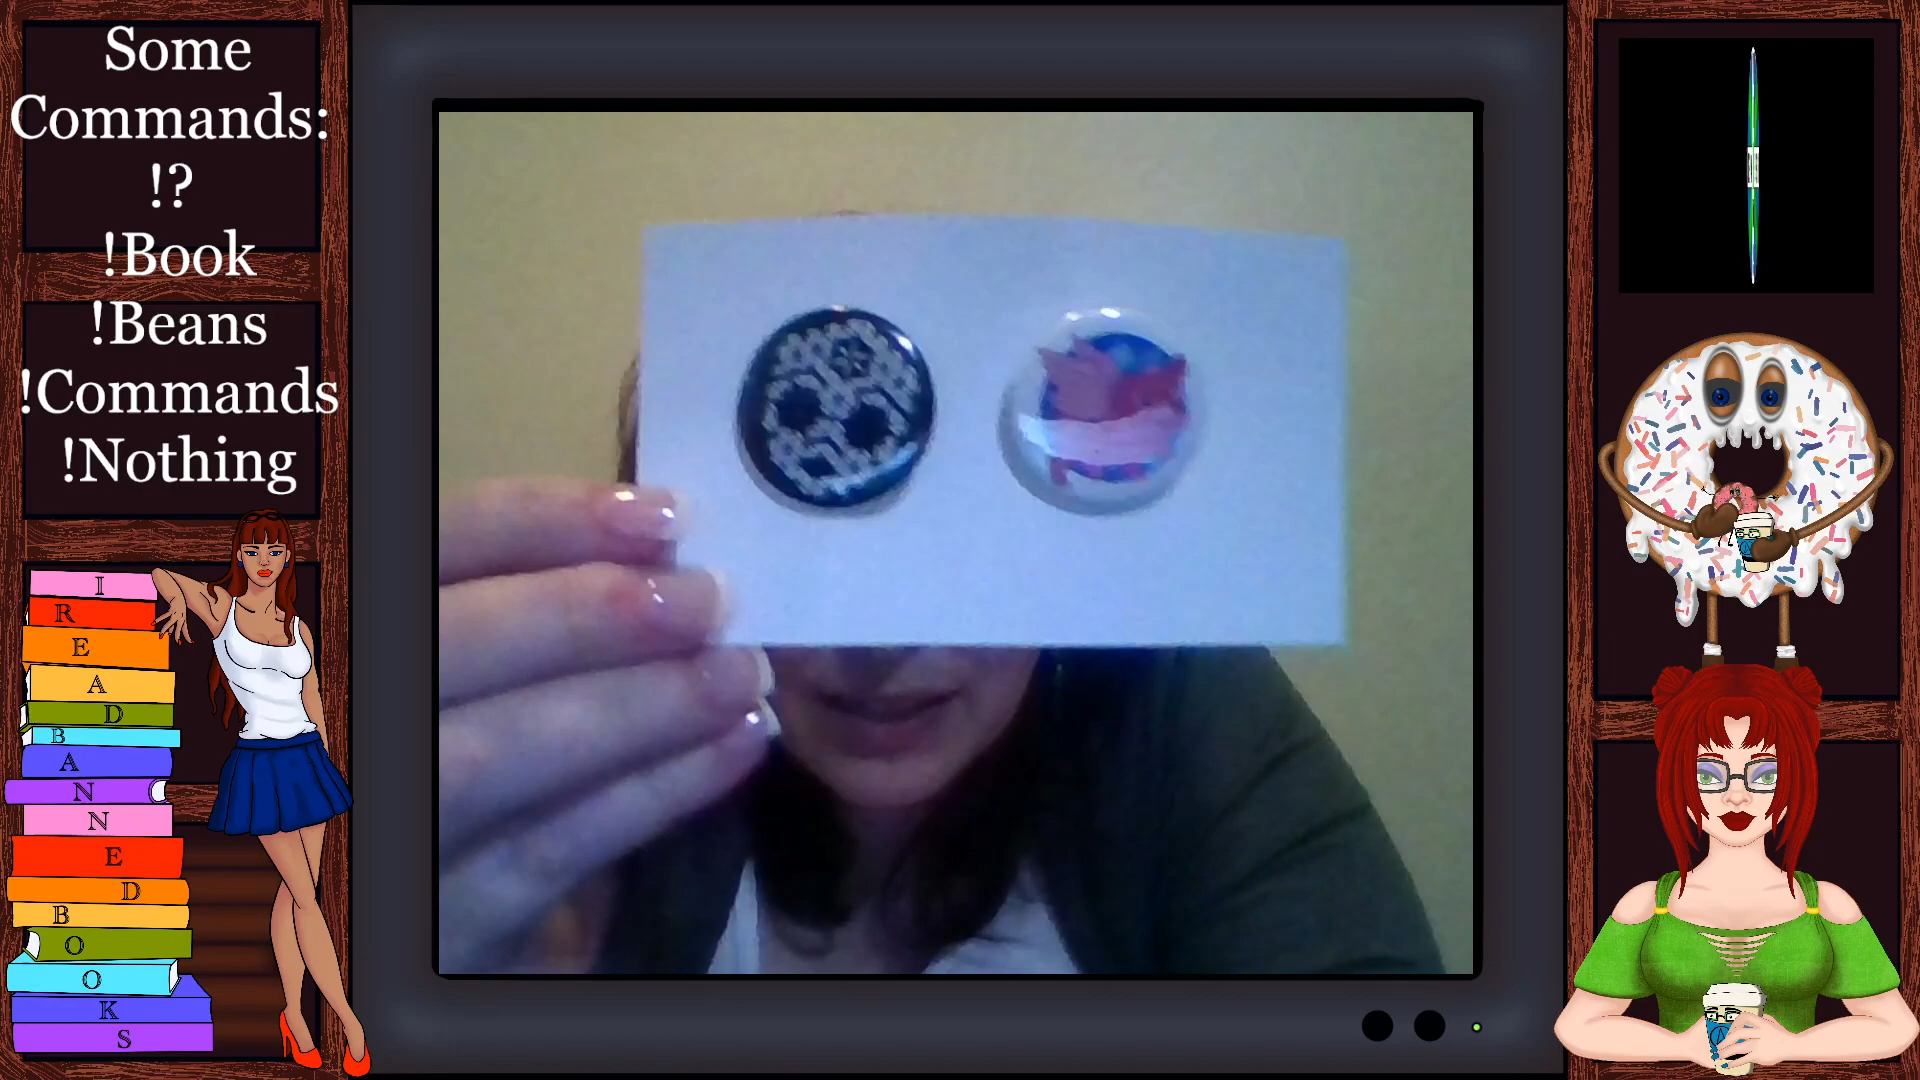 Some
Commands:
!?
!Book
!Beans
!Commands
!Nothing
I
R
E
A
D
B
A
N
N
E
D
B
O
O
K
S